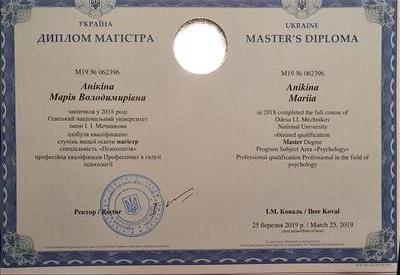 УКРАЇНА
ДИПЛОМ МАГІСТРА
М19 № 062396
Анікіна
Марія Володимирівна
закінчила у 2018 році
Одеський національний університет
імені І. І. Мечникова
здобула кваліфікацію:
ступінь вищої освіти магістр
спеціальність «Психологія»
професійна кваліфікація Професіонал в галузі
психології
Ректор / Rector
UKRAINE
MASTER'S DIPLOMA
М19 № 062396
Anikina
Mariia
in 2018 completed the full course of
Odesa I.I. Mechnikov
National University
obtained qualification:
Master Degree
Program Subject Area «Psychology»
Professional qualification Professional in the field of
psychology
І.М. Коваль / Ihor Koval
25 березня 2019 р. / March 25, 2019